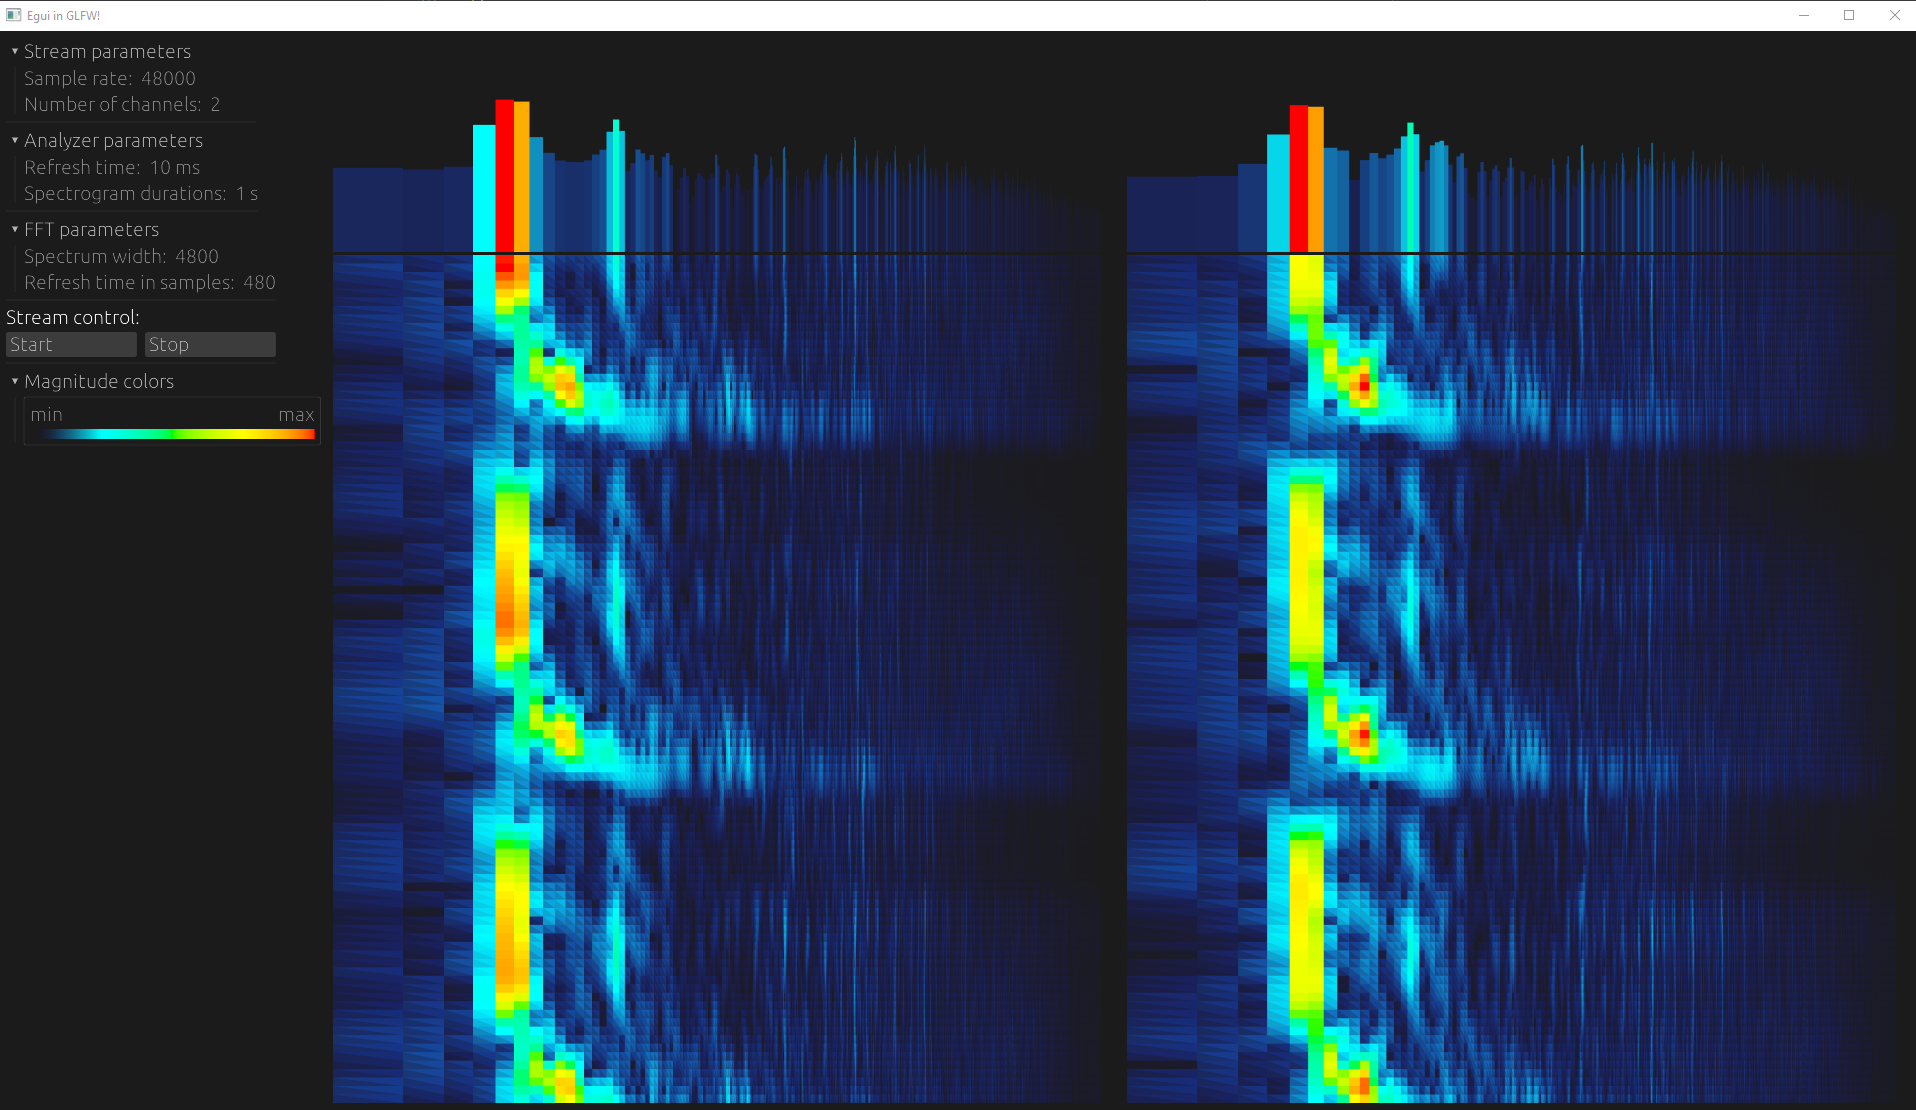 Egui in GLFW!
Stream parameters
Sample rate: 48000
Number of channels: 2
Analyzer parameters
Refresh time: 10 ms
Spectrogram durations: 1 s
FFT parameters
Spectrum width: 4800
Refresh time in samples: 480
Stream control:
Start Stop
Magnitude colors
min max